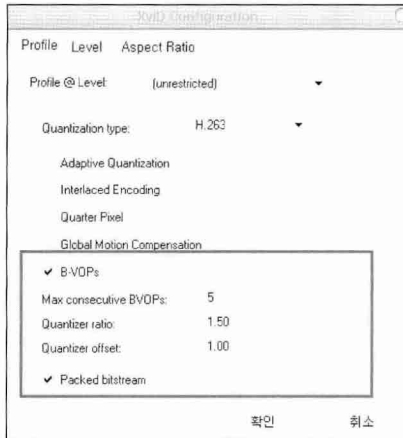 XviD Configuration
Profile Level Aspect Ratio
Profile @ Level: (unrestricted)
Quantization type: H.263
Adaptive Quantization
Interlaced Encoding
Quarter Pixel
Global Motion Compensation
B-VOPs
Max consecutive BVOPs: 5
Quantizer ratio: 1.50
Quantizer offset: 1.00
Packed bitstream
확인 취소